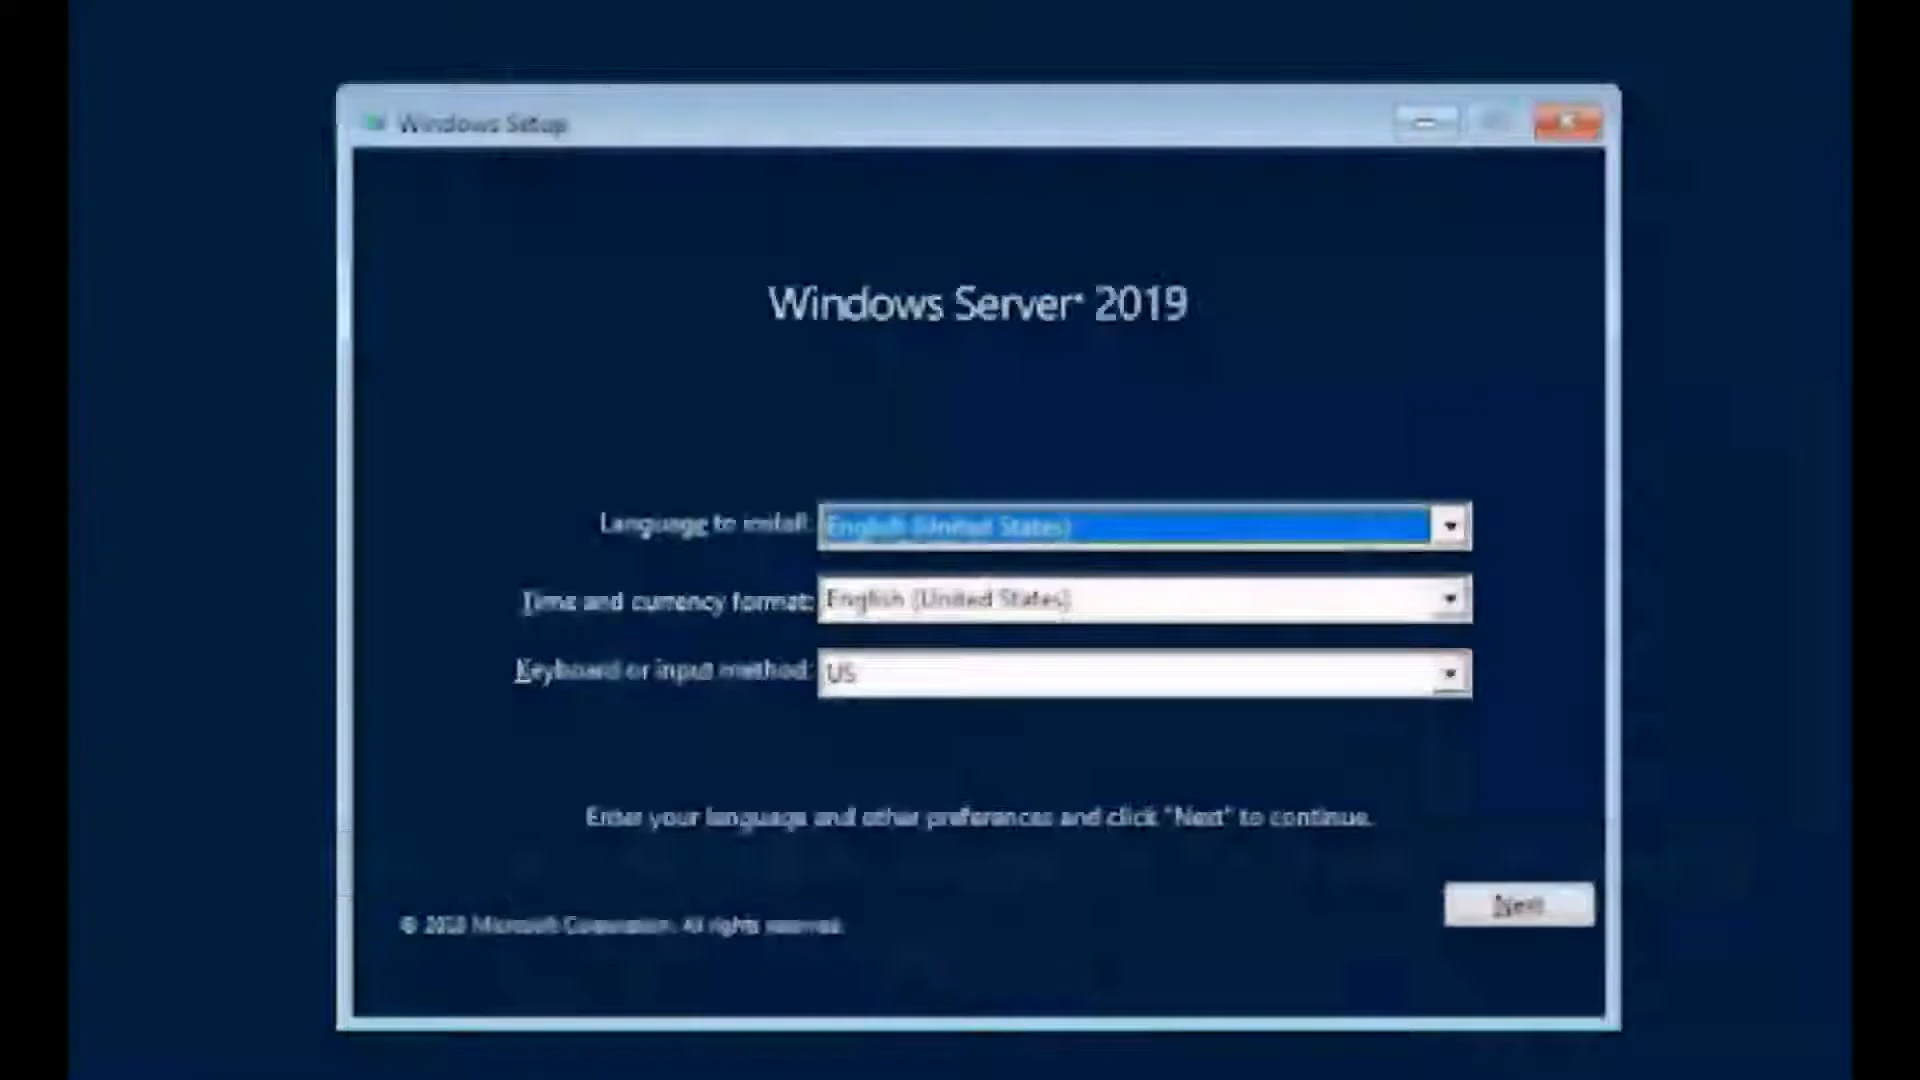 Windows Setup
Windows Server® 2019
Language to install: English (United States)
Time and currency format: English (United States)
Keyboard or input method: US
Enter your language and other preferences and click "Next" to continue.
© 2018 Microsoft Corporation. All rights reserved.
Next